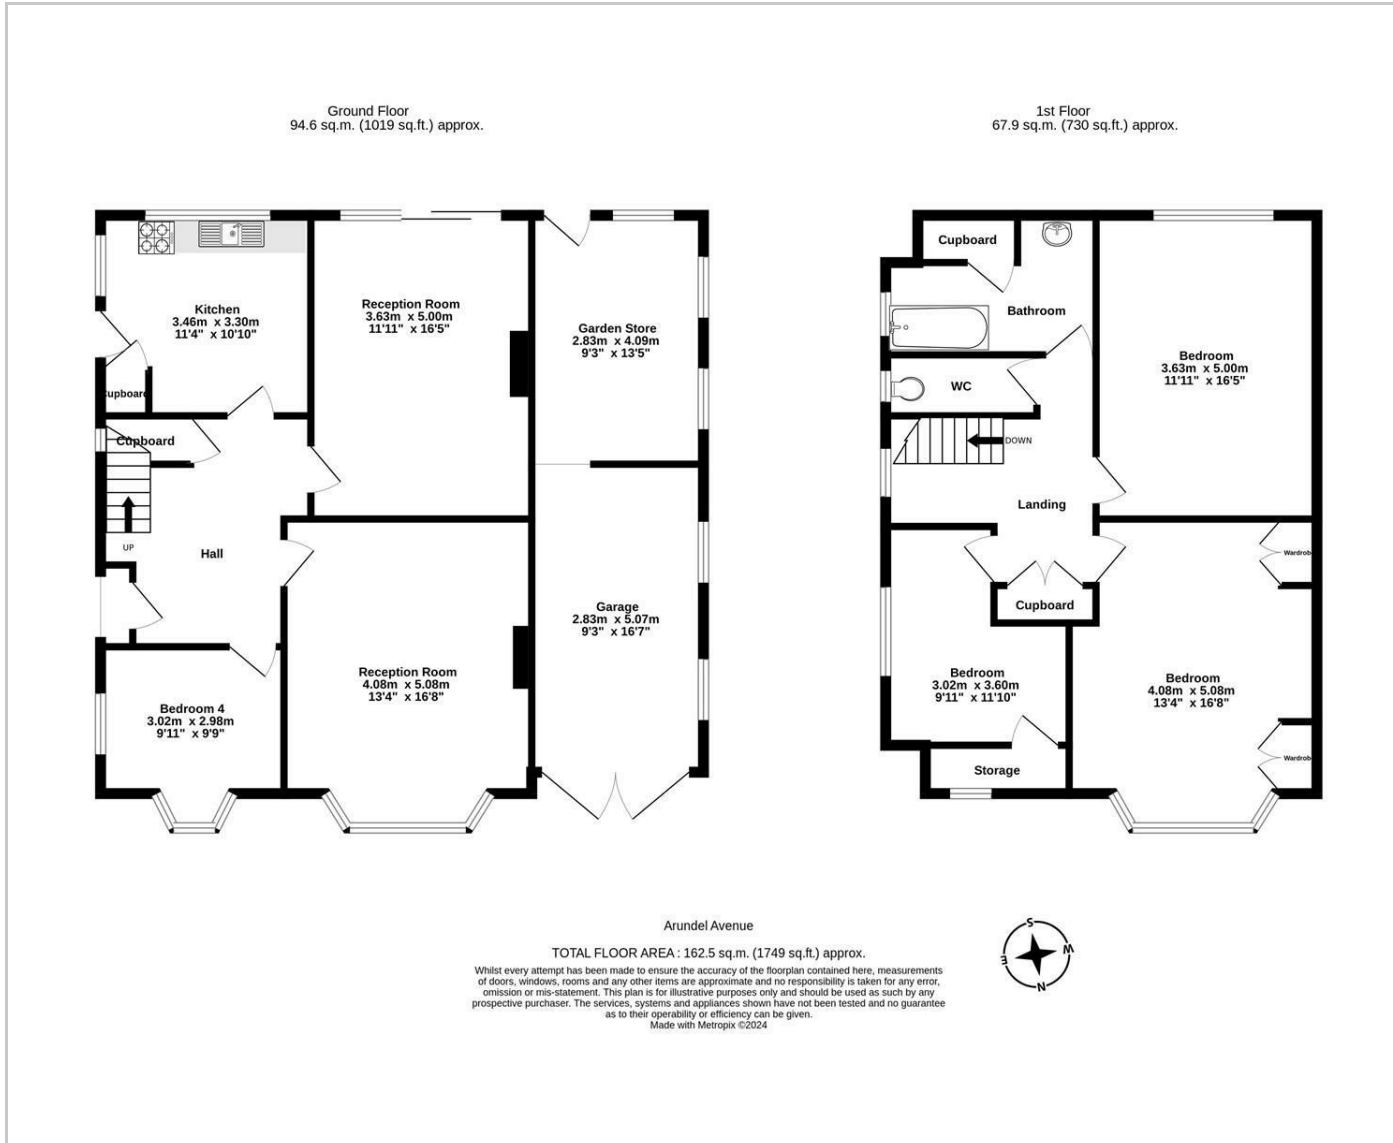 Ground Floor
94.6 sq.m. (1019 sq.ft.) approx.
1st Floor
67.9 sq.m. (730 sq.ft.) approx.
Kitchen
3.46m x 3.30m
11'4" x 10'10"
Reception Room
3.63m x 5.00m
11'11" x 16'5"
Garden Store
2.83m x 4.09m
9'3" x 13'5"
Cupboard
Cupboard
UP
Hall
Garage
2.83m x 5.07m
9'3" x 16'7"
Reception Room
4.08m x 5.08m
13'4" x 16'8"
Bedroom 4
3.02m x 2.98m
9'11" x 9'9"
Cupboard
Bathroom
Bedroom
3.63m x 5.00m
11'11" x 16'5"
WC
DOWN
Landing
Wardrob
Cupboard
Bedroom
3.02m x 3.60m
9'11" x 11'10"
Bedroom
4.08m x 5.08m
13'4" x 16'8"
Wardrob
Storage
Arundel Avenue
TOTAL FLOOR AREA : 162.5 sq.m. (1749 sq.ft.) approx.
Whilst every attempt has been made to ensure the accuracy of the floorplan contained here, measurements
of doors, windows, rooms and any other items are approximate and no responsibility is taken for any error,
omission or mis-statement. This plan is for illustrative purposes only and should be used as such by any
prospective purchaser. The services, systems and appliances shown have not been tested and no guarantee
as to their operability or efficiency can be given.
Made with Metropix ©2024
S
W
E
N